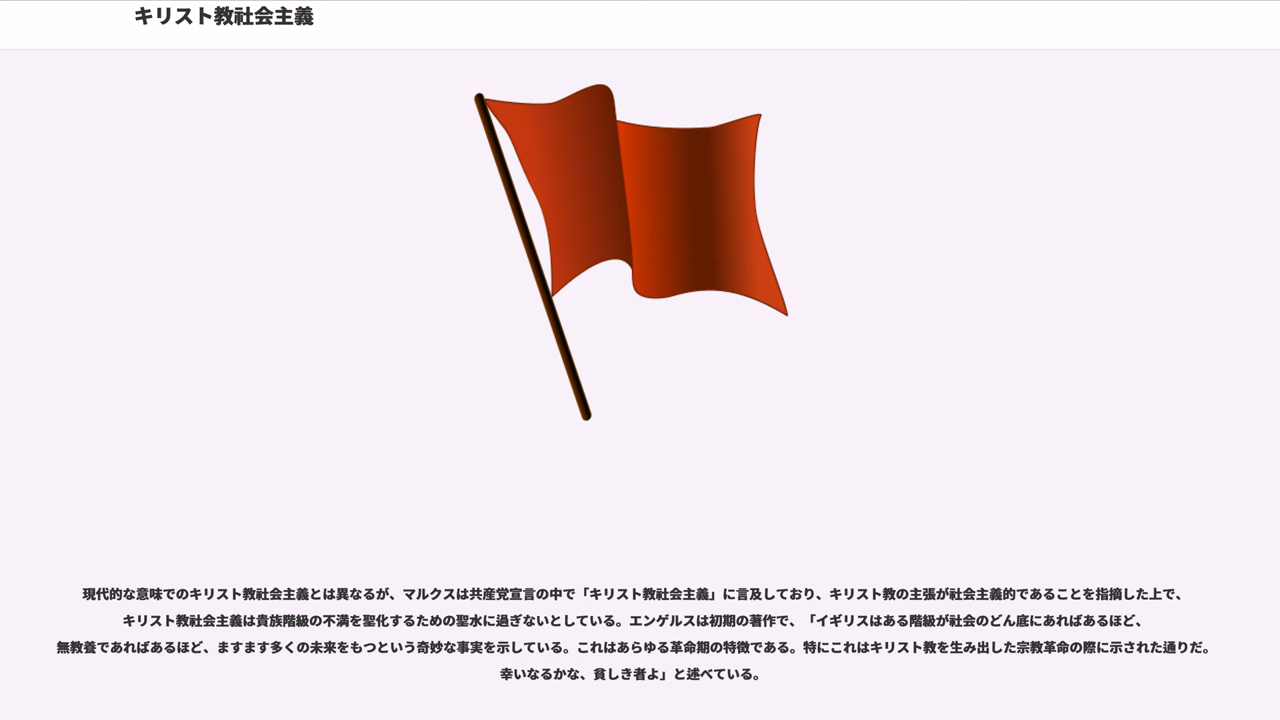 キリスト教社会主義
現代的な意味でのキリスト教社会主義とは異なるが、マルクスは共産党宣言の中で「キリスト教社会主義」に言及しており、キリスト教の主張が社会主義的であることを指摘した上で、
キリスト教社会主義は貴族階級の不満を聖化するための聖水に過ぎないとしている。エンゲルスは初期の著作で、「イギリスはある階級が社会のどん底にあればあるほど、
無教養であればあるほど、ますます多くの未来をもつという奇妙な事実を示している。これはあらゆる革命期の特徴である。特にこれはキリスト教を生み出した宗教革命の際に示された通りだ。
幸いなるかな、貧しき者よ」と述べている。